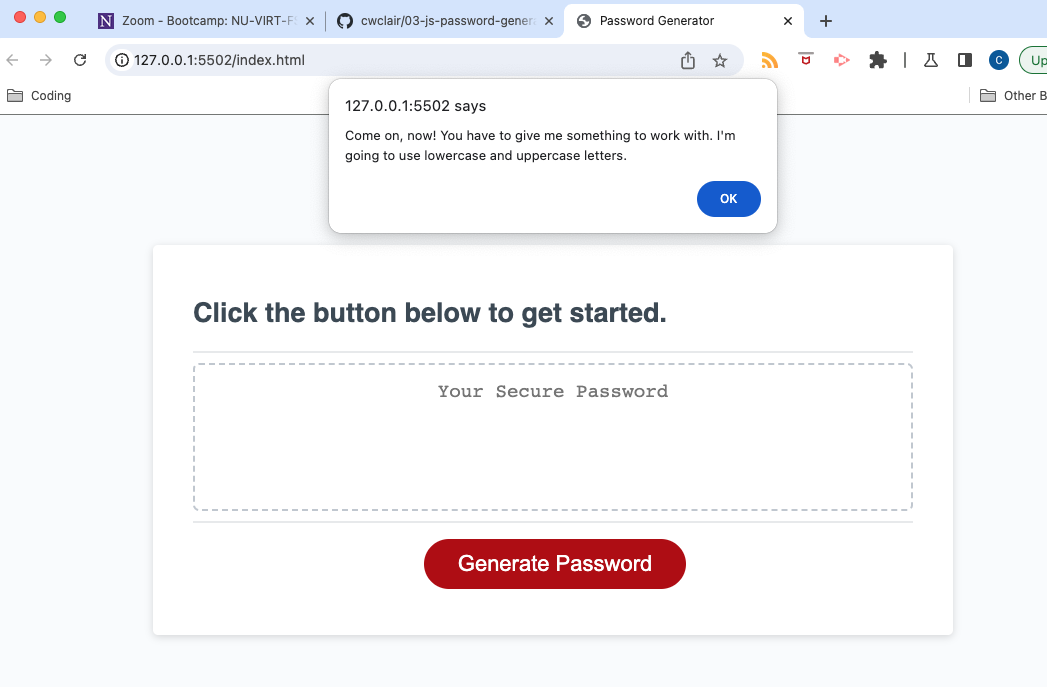 N Zoom - Bootcamp: NU-VIRT-FS
cwclair/03-js-password-genera
Password Generator
127.0.0.1:5502/index.html
C
Up
Coding
Other B
127.0.0.1:5502 says
Come on, now! You have to give me something to work with. I'm
going to use lowercase and uppercase letters.
OK
Click the button below to get started.
Your Secure Password
Generate Password